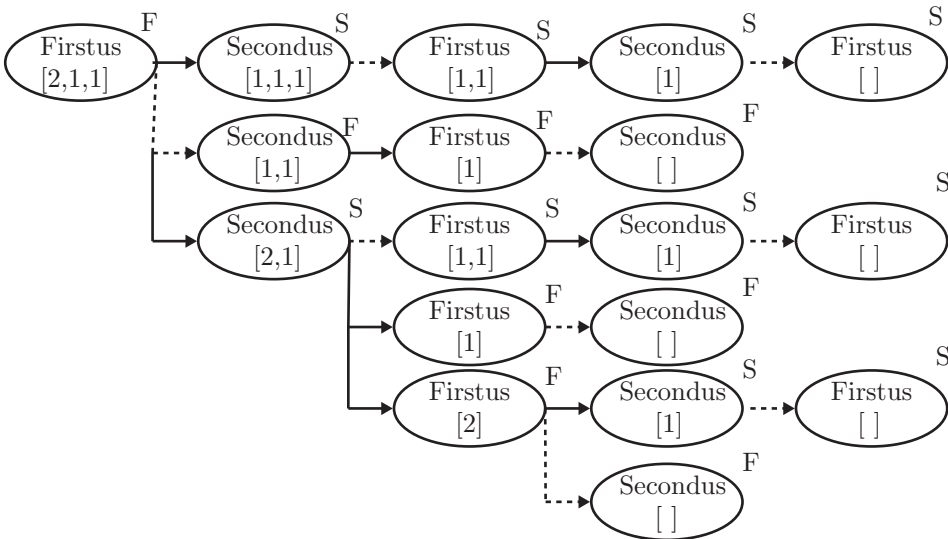 F
Firstus
[2,1,1]
S
Secondus
[1,1,1]
S
Firstus
[1,1]
S
Secondus
[1]
S
Firstus
[ ]
F
Secondus
[1,1]
F
Firstus
[1]
F
Secondus
[ ]
S
Secondus
[2,1]
S
Firstus
[1,1]
S
Secondus
[1]
S
Firstus
[ ]
F
Firstus
[1]
F
Secondus
[ ]
F
Firstus
[2]
S
Secondus
[1]
S
Firstus
[ ]
F
Secondus
[ ]